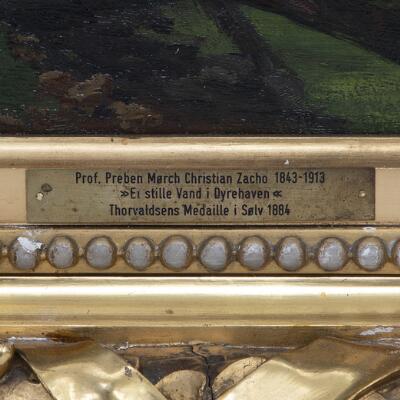 Prof. Preben Mørch Christian Zacho 1843-1913
»Et stille Vand i Dyrehaven«
Thorvaldsens Medaille i Sølv 1884